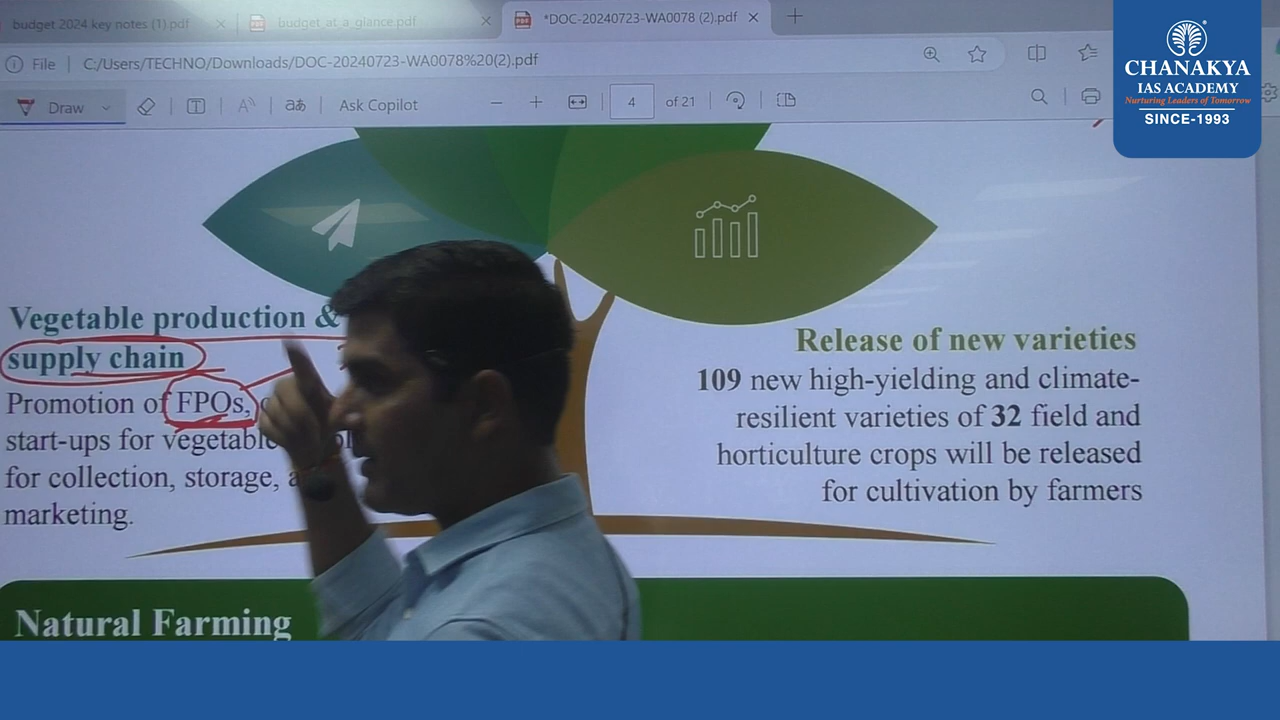 budget 2024 key notes (1).pdf
budget_at_a_glance.pdf
*DOC-20240723-WA0078 (2).pdf
File | C:/Users/TECHNO/Downloads/DOC-20240723-WA0078%20(2).pdf
Draw
Ask Copilot
4 of 21
CHANAKYA
IAS ACADEMY
Nurturing Leaders of Tomorrow
SINCE-1993
Vegetable production &
supply chain
Promotion of FPOs,
start-ups for
for collection, storage,
marketing.
Release of new varieties
109 new high-yielding and climate-
resilient varieties of 32 field and
horticulture crops will be released
for cultivation by farmers
Natural Farming